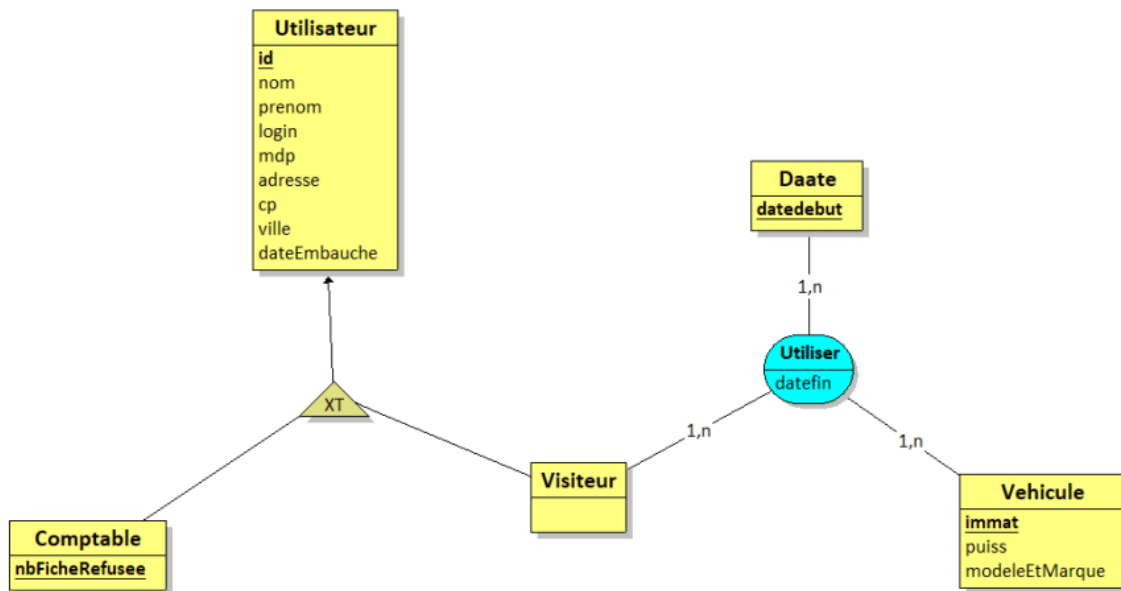 Utilisateur
id
nom
prenom
login
mdp
adresse
cp
ville
dateEmbauche
Daate
datedebut
1,n
Utiliser
datefin
XT
1,n
1,n
Visiteur
Vehicule
immat
puiss
modeleEtMarque
Comptable
nbFicheRefusee